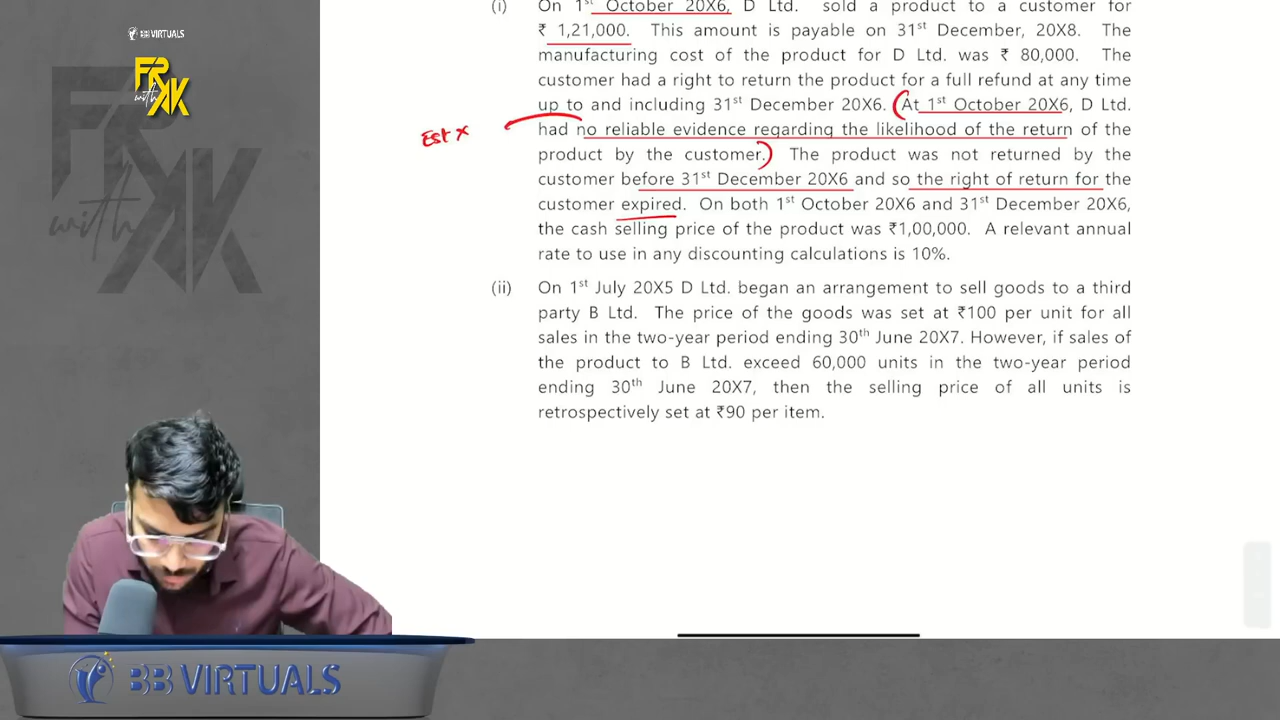 BB VIRTUALS
FR
with
AK
FR
with
AK
(i) On 1st October 20X6, D Ltd. sold a product to a customer for
₹ 1,21,000. This amount is payable on 31st December, 20X8. The
manufacturing cost of the product for D Ltd. was ₹ 80,000. The
customer had a right to return the product for a full refund at any time
up to and including 31st December 20X6. (At 1st October 20X6, D Ltd.
Est x
had no reliable evidence regarding the likelihood of the return of the
product by the customer.) The product was not returned by the
customer before 31st December 20X6 and so the right of return for the
customer expired. On both 1st October 20X6 and 31st December 20X6,
the cash selling price of the product was ₹1,00,000. A relevant annual
rate to use in any discounting calculations is 10%.
(ii) On 1st July 20X5 D Ltd. began an arrangement to sell goods to a third
party B Ltd. The price of the goods was set at ₹100 per unit for all
sales in the two-year period ending 30th June 20X7. However, if sales of
the product to B Ltd. exceed 60,000 units in the two-year period
ending 30th June 20X7, then the selling price of all units is
retrospectively set at ₹90 per item.
BB VIRTUALS